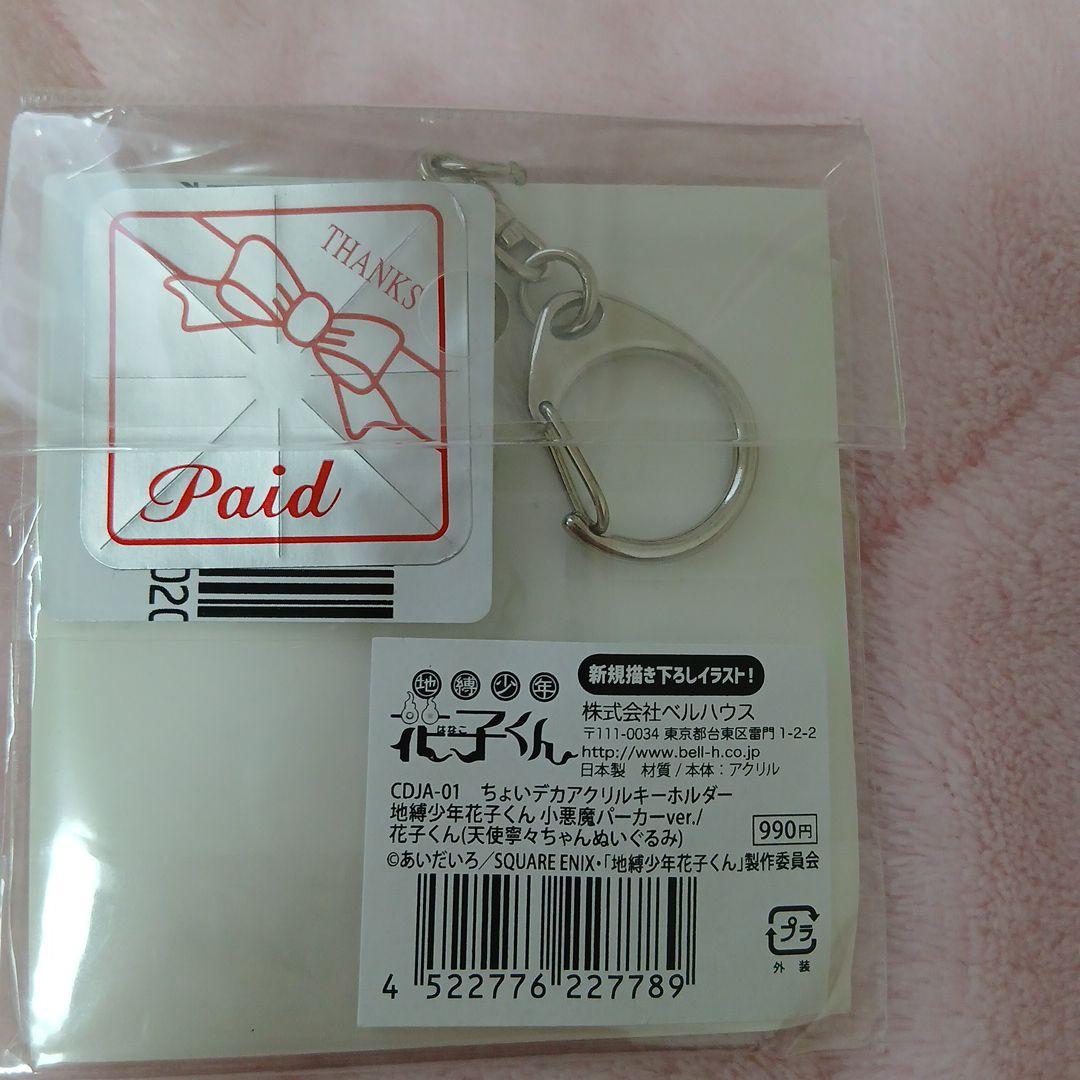 THANKS
Paid
020
地縛少年
花子くん
はなこ
新規描き下ろしイラスト!
株式会社ベルハウス
〒111-0034 東京都台東区雷門 1-2-2
http://www.bell-h.co.jp
日本製 材質 / 本体 : アクリル
CDJA-01 ちょいデカアクリルキーホルダー
地縛少年花子くん 小悪魔パーカーver./
花子くん(天使寧々ちゃんぬいぐるみ)
990円
©あいだいろ／SQUARE ENIX・「地縛少年花子くん」製作委員会
4 522776 227789
プラ
外装